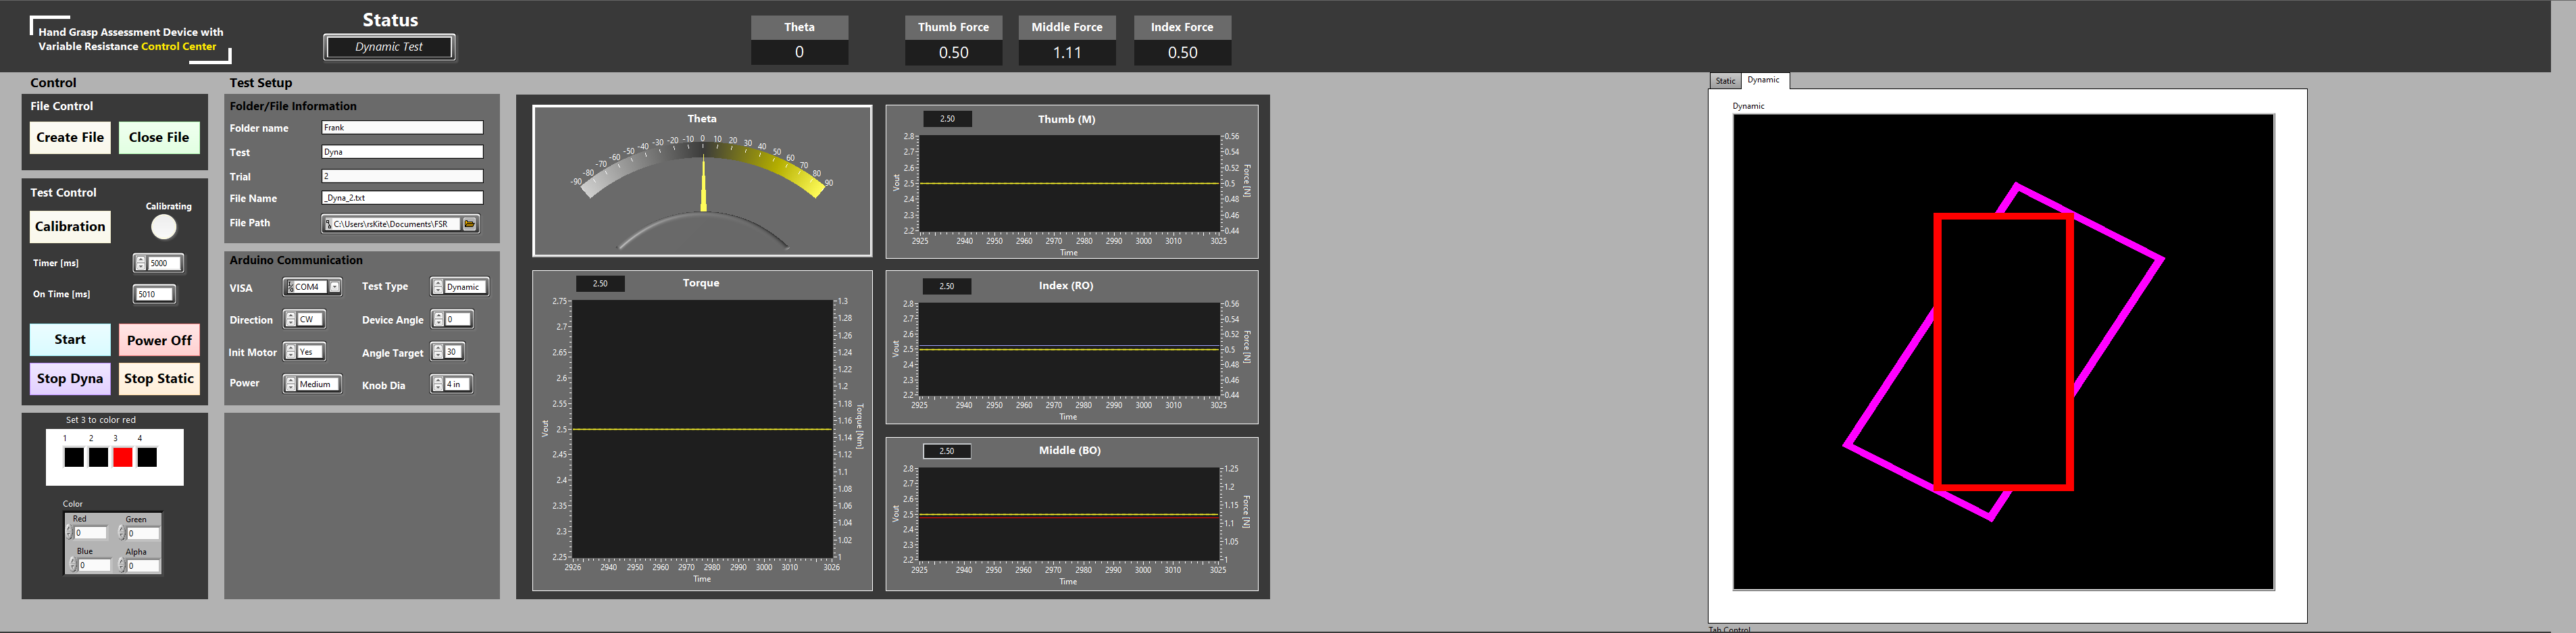 Hand Grasp Assessment Device with
Variable Resistance Control Center
Status
Dynamic Test
Theta
0
Thumb Force
0.50
Middle Force
1.11
Index Force
0.50
Control
File Control
Create File
Close File
Test Control
Calibration
Calibrating
Timer [ms]
5000
On Time [ms]
5010
Start
Power Off
Stop Dyna
Stop Static
Set 3 to color red
1 2 3 4
Color
Red
0
Green
0
Blue
0
Alpha
0
Test Setup
Folder/File Information
Folder name
Frank
Test
Dyna
Trial
2
File Name
_Dyna_2.txt
File Path
C:\Users\rsKite\Documents\FSR
Arduino Communication
VISA
COM4
Test Type
Dynamic
Direction
CW
Device Angle
0
Init Motor
Yes
Angle Target
30
Power
Medium
Knob Dia
4 in
Theta
-90 -80 -70 -60 -50 -40 -30 -20 -10 0 10 20 30 40 50 60 70 80 90
2.50
Torque
2.75
2.7
2.65
2.6
2.55
2.5
2.45
2.4
2.35
2.3
2.25
Vout
1.3
1.28
1.26
1.24
1.22
1.2
1.18
1.16
1.14
1.12
1.1
1.08
1.06
1.04
1.02
1
Torque [Nm]
2926 2940 2950 2960 2970 2980 2990 3000 3010 3026
Time
2.50
Thumb (M)
2.8
2.7
2.6
2.5
2.4
2.3
2.2
Vout
0.56
0.54
0.52
0.5
0.48
0.46
0.44
Force [N]
2925 2940 2950 2960 2970 2980 2990 3000 3010 3025
Time
2.50
Index (RO)
2.8
2.7
2.6
2.5
2.4
2.3
2.2
Vout
0.56
0.54
0.52
0.5
0.48
0.46
0.44
Force [N]
2925 2940 2950 2960 2970 2980 2990 3000 3010 3025
Time
2.50
Middle (BO)
2.8
2.7
2.6
2.5
2.4
2.3
2.2
Vout
1.25
1.2
1.15
1.1
1.05
1
Force [N]
2925 2940 2950 2960 2970 2980 2990 3000 3010 3025
Time
Static
Dynamic
Dynamic
Tab Control